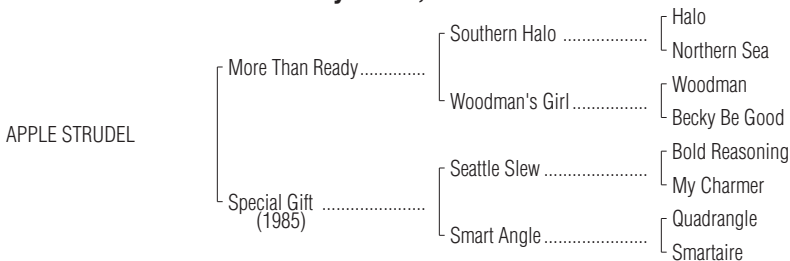 Halo
Southern Halo ..................
Northern Sea
More Than Ready..............
Woodman
Woodman's Girl................
Becky Be Good
APPLE STRUDEL
Bold Reasoning
Seattle Slew ......................
My Charmer
Special Gift ......................
(1985)
Quadrangle
Smart Angle......................
Smartaire